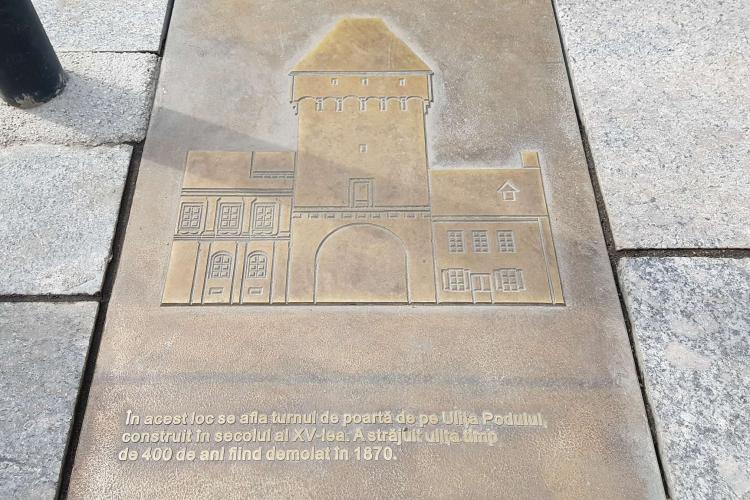 În acest loc se afla turnul de poartă de pe Ulița Podului,
construit în secolul al XV-lea. A străjuit ulița timp
de 400 de ani fiind demolat în 1870.